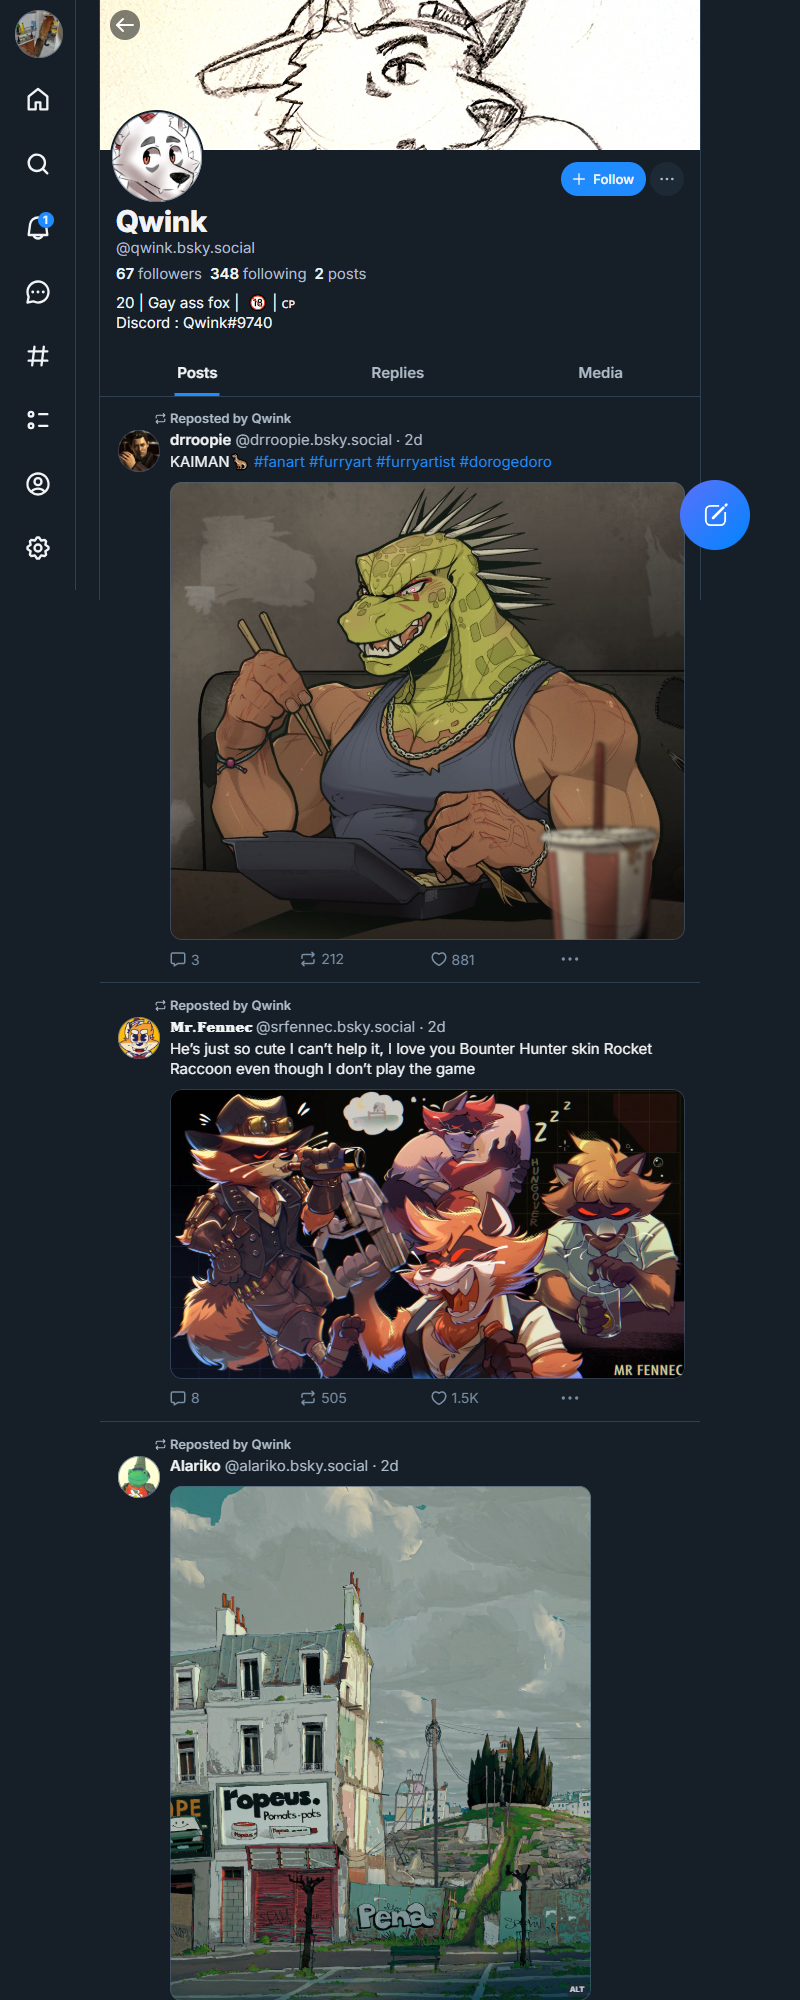 1
Follow
Qwink
@qwink.bsky.social
67 followers 348 following 2 posts
20 | Gay ass fox | 🔞 | CP
Discord : Qwink#9740
Posts Replies Media
Reposted by Qwink
drroopie @drroopie.bsky.social · 2d
KAIMAN🦒 #fanart #furryart #furryartist #dorogedoro
3 212 881
Reposted by Qwink
Mr.Fennec @srfennec.bsky.social · 2d
He’s just so cute I can’t help it, I love you Bounter Hunter skin Rocket
Raccoon even though I don’t play the game
z z z
HUNGOVER
MR FENNEC
8 505 1.5K
Reposted by Qwink
Alariko @alariko.bsky.social · 2d
OPE
ropeus.
Pomats-pots
Pena
ALT